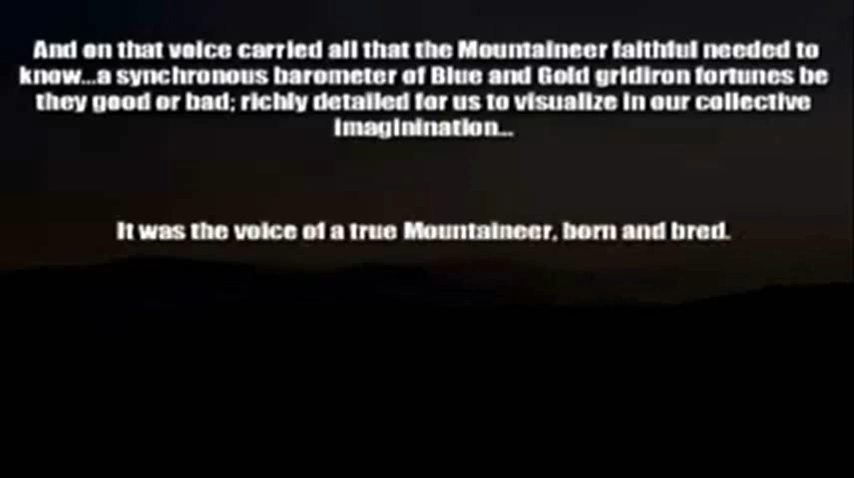 And on that voice carried all that the Mountaineer faithful needed to
know...a synchronous barometer of Blue and Gold gridiron fortunes be
they good or bad; richly detailed for us to visualize in our collective
imaginination...
It was the voice of a true Mountaineer, born and bred.